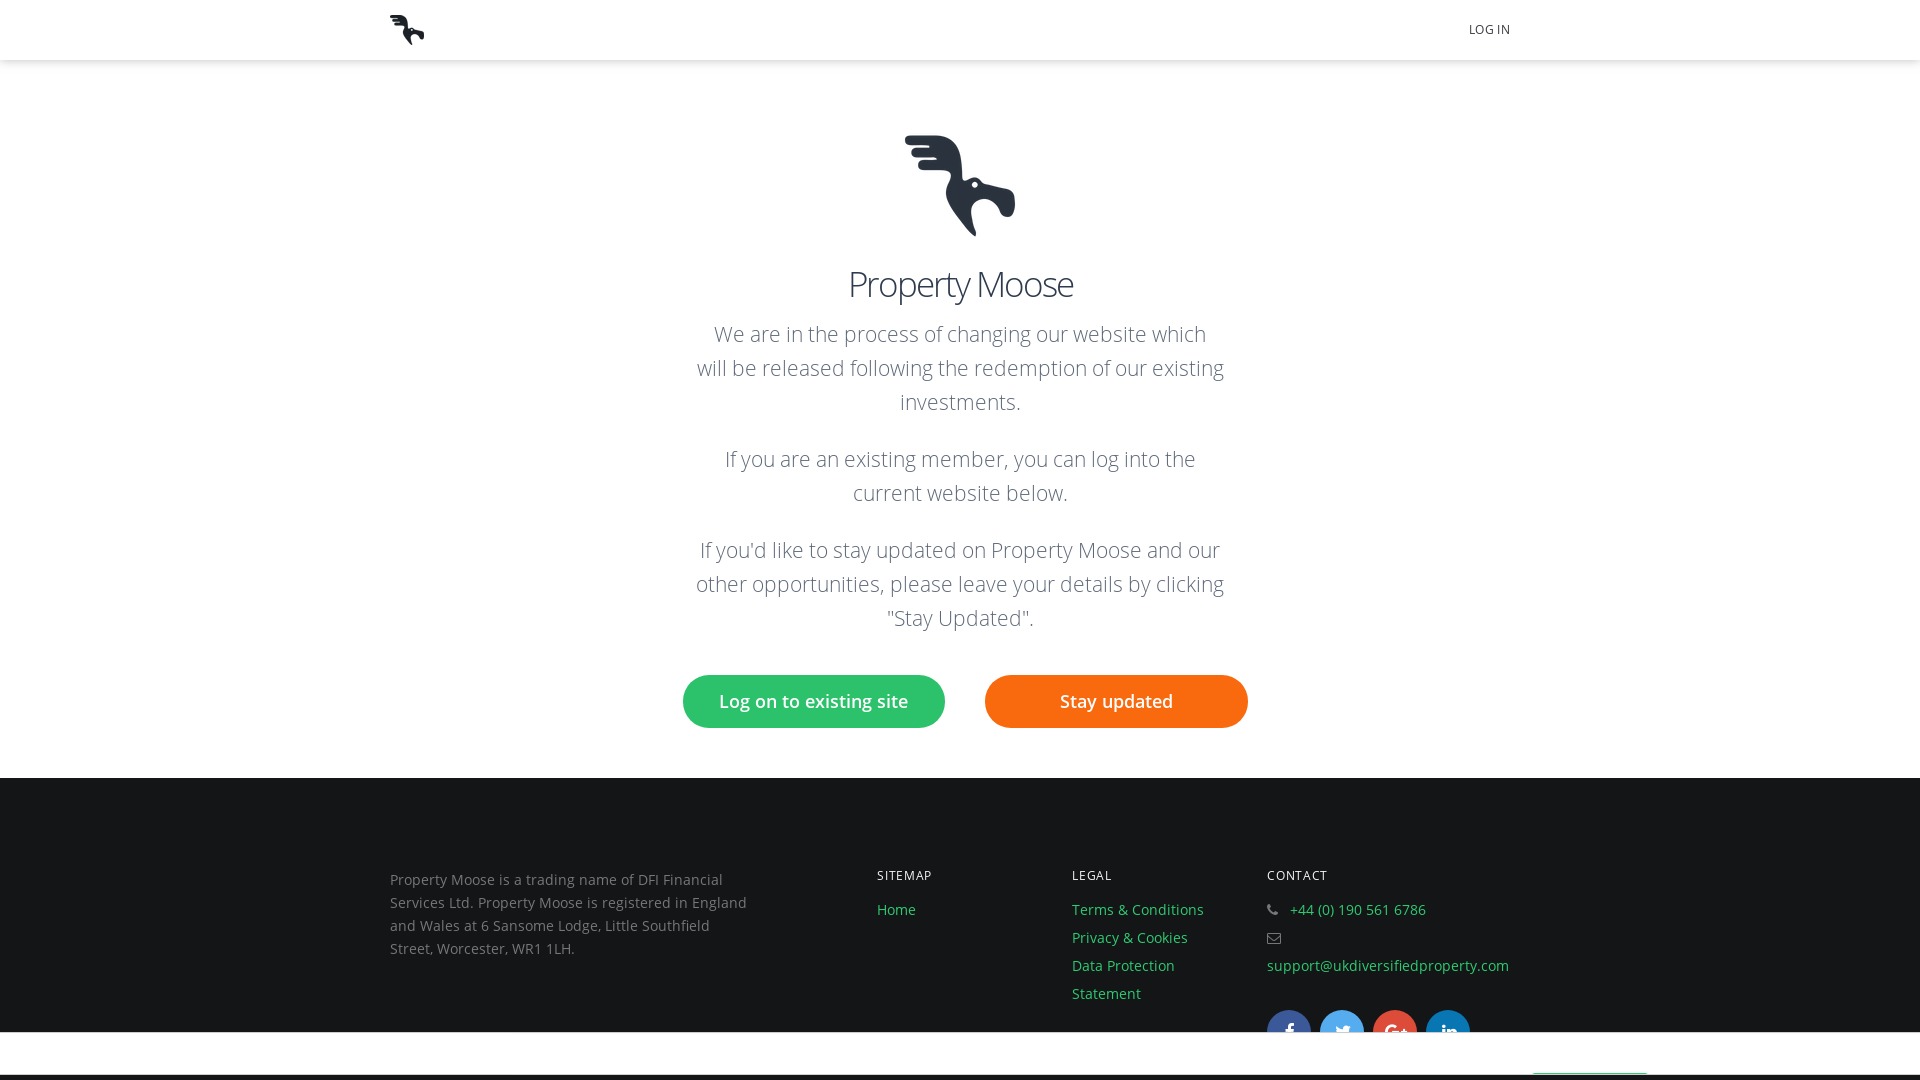 LOG IN
Property Moose
We are in the process of changing our website which
will be released following the redemption of our existing
investments.
If you are an existing member, you can log into the
current website below.
If you'd like to stay updated on Property Moose and our
other opportunities, please leave your details by clicking
"Stay Updated".
Log on to existing site
Stay updated
Property Moose is a trading name of DFI Financial
Services Ltd. Property Moose is registered in England
and Wales at 6 Sansome Lodge, Little Southfield
Street, Worcester, WR1 1LH.
SITEMAP
Home
LEGAL
Terms & Conditions
Privacy & Cookies
Data Protection
Statement
CONTACT
+44 (0) 190 561 6786
support@ukdiversifiedproperty.com